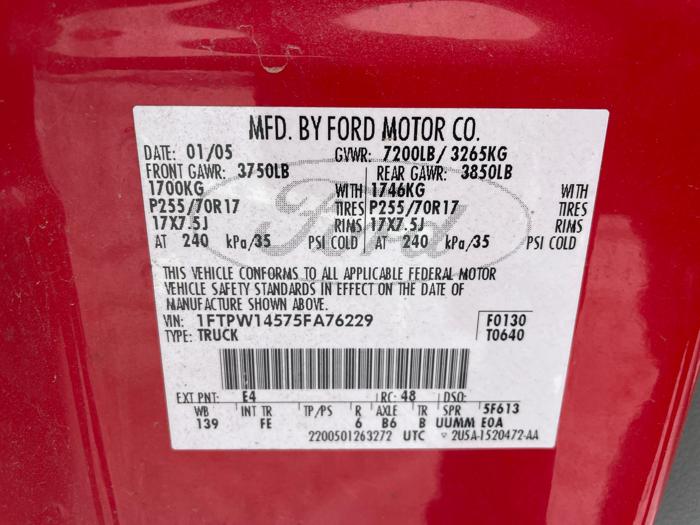 MFD. BY FORD MOTOR CO.
DATE: 01/05 GVWR: 7200LB/ 3265KG
FRONT GAWR: 3750LB REAR GAWR: 3850LB
1700KG WITH 1746KG WITH
P255/70R17 TIRES P255/70R17 TIRES
17X7.5J RIMS 17X7.5J RIMS
AT 240 kPa/35 PSI COLD AT 240 kPa/35 PSI COLD
Ford
THIS VEHICLE CONFORMS TO ALL APPLICABLE FEDERAL MOTOR
VEHICLE SAFETY STANDARDS IN EFFECT ON THE DATE OF
MANUFACTURE SHOWN ABOVE.
VIN: 1FTPW14575FA76229 F0130
TYPE: TRUCK T0640
EXT PNT: E4 RC: 48 DSO:
WB INT TR TP/PS R AXLE TR SPR 5F613
139 FE 6 B6 B UUMM E0A
2200501263272 UTC 2U5A-1520472-AA